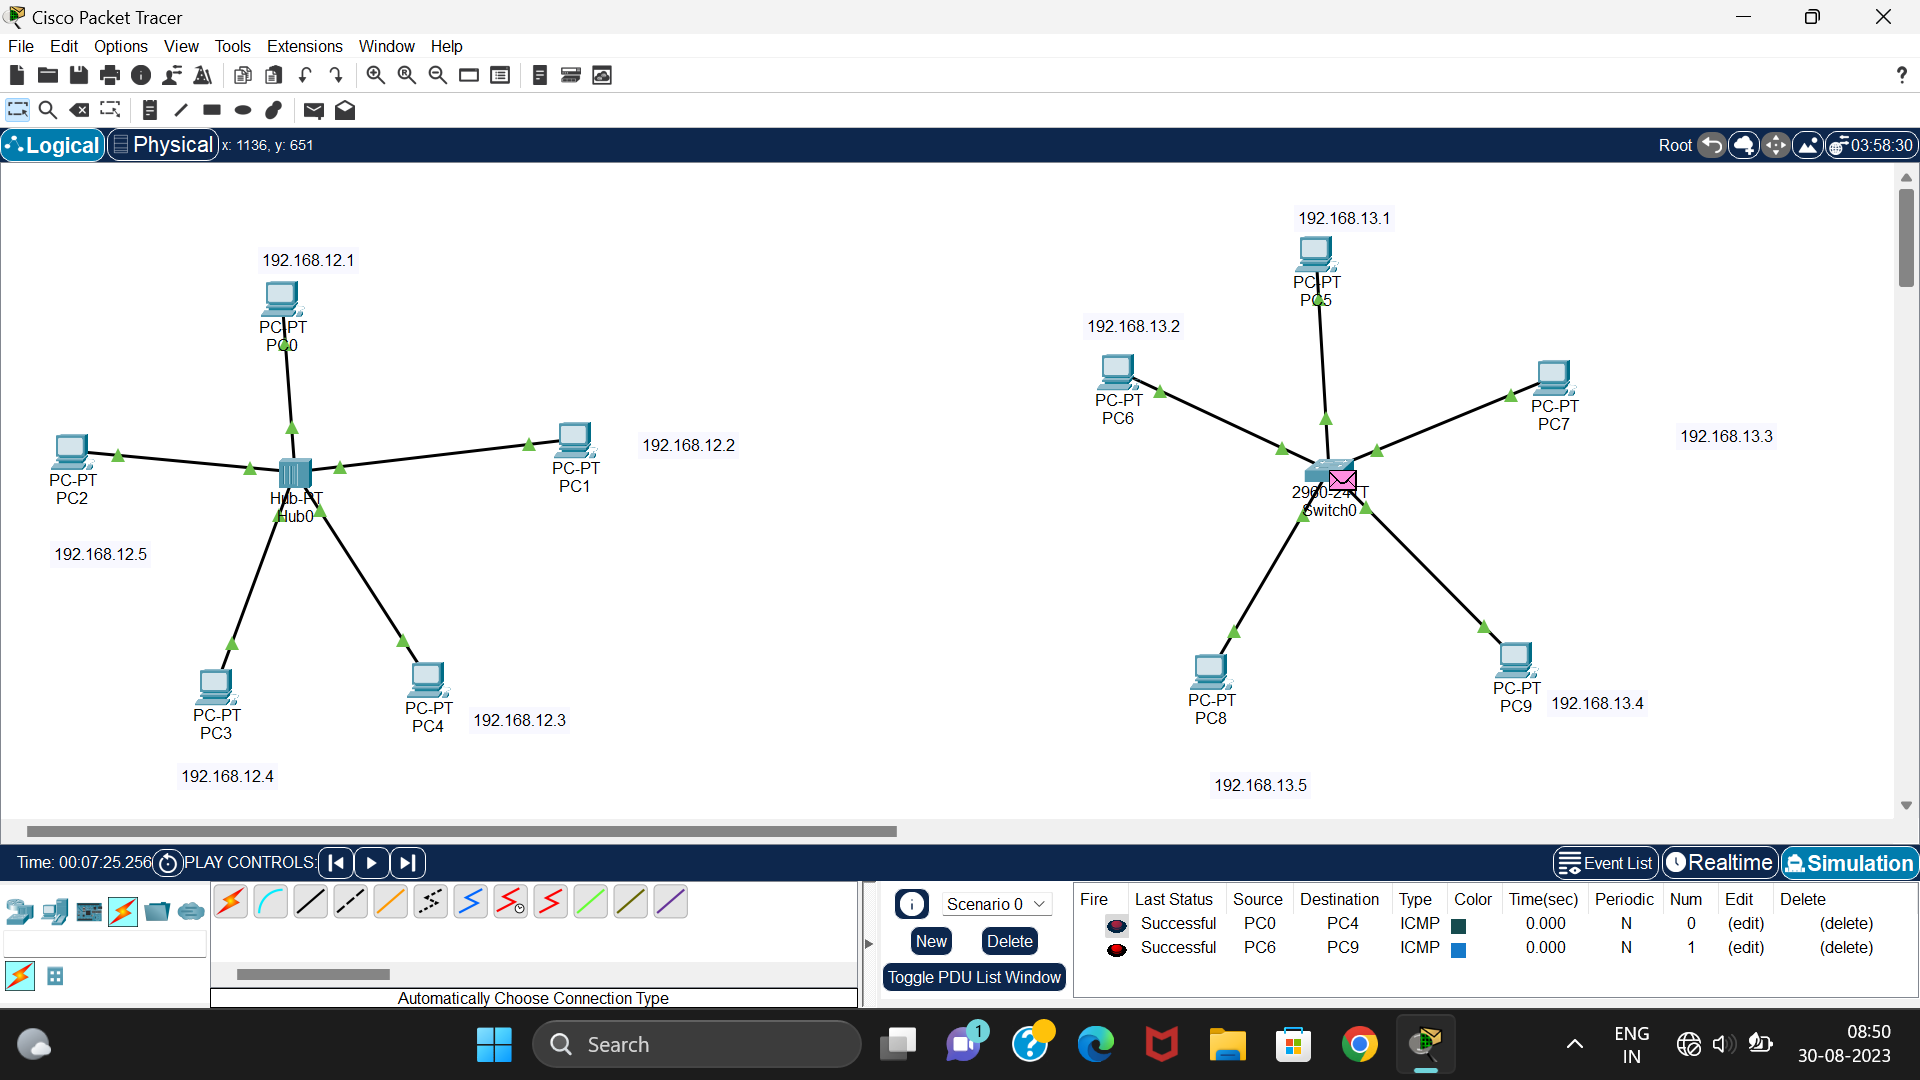 Cisco Packet Tracer
File Edit Options View Tools Extensions Window Help
Logical Physical x: 1136, y: 651 Root 03:58:30
192.168.12.1
PC-PT
PC0
PC-PT
PC2
192.168.12.5
Hub-PT
Hub0
PC-PT
PC1
192.168.12.2
PC-PT
PC3
192.168.12.4
PC-PT
PC4
192.168.12.3
192.168.13.1
PC-PT
PC5
192.168.13.2
PC-PT
PC6
PC-PT
PC7
192.168.13.3
2960-24TT
Switch0
PC-PT
PC8
192.168.13.5
PC-PT
PC9
192.168.13.4
Time: 00:07:25.256 PLAY CONTROLS: Event List Realtime Simulation
Automatically Choose Connection Type
Scenario 0
New Delete
Toggle PDU List Window
Fire Last Status Source Destination Type Color Time(sec) Periodic Num Edit Delete
Successful PC0 PC4 ICMP 0.000 N 0 (edit) (delete)
Successful PC6 PC9 ICMP 0.000 N 1 (edit) (delete)
Search
1
ENG
IN
08:50
30-08-2023